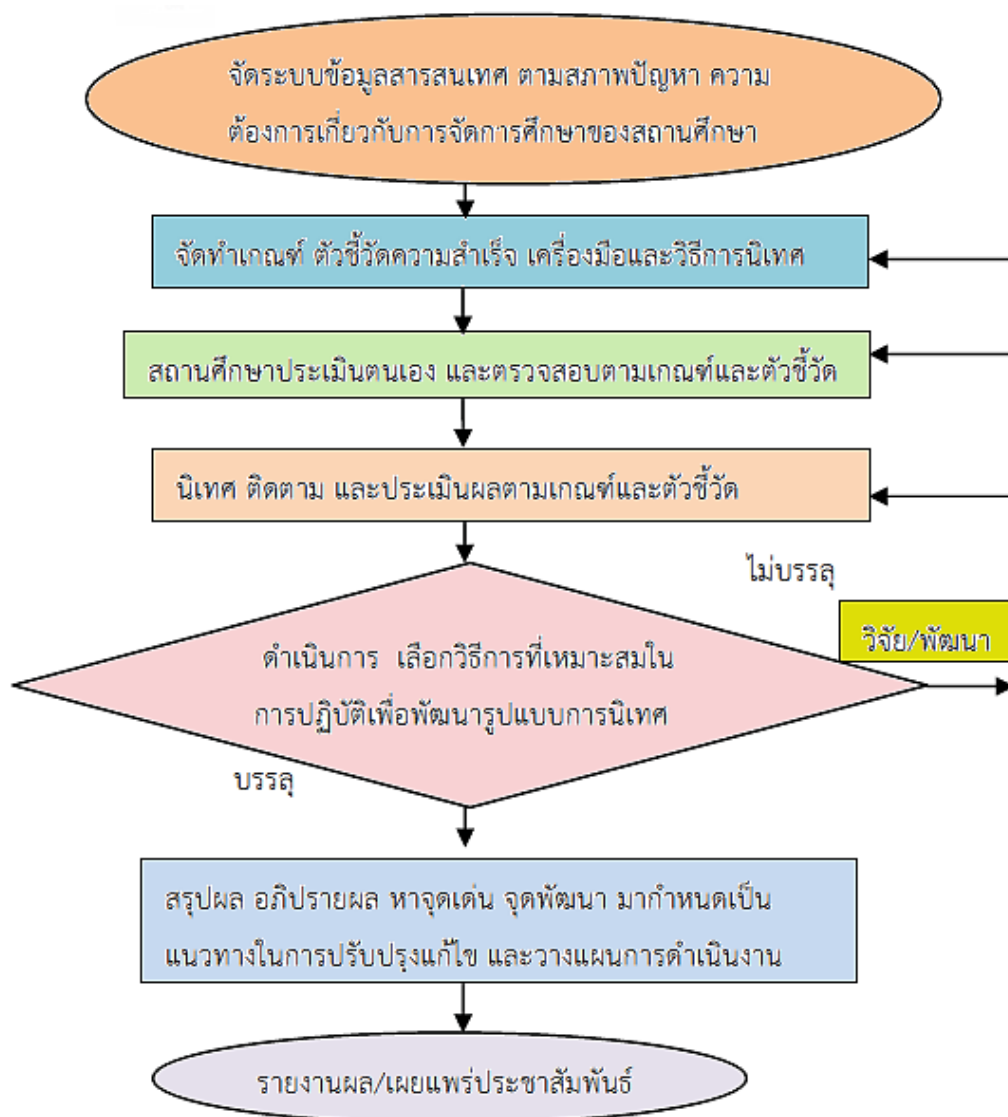 จัดระบบข้อมูลสารสนเทศ ตามสภาพปัญหา ความ
ต้องการเกี่ยวกับการจัดการศึกษาของสถานศึกษา
จัดทำเกณฑ์ ตัวชี้วัดความสำเร็จ เครื่องมือและวิธีการนิเทศ
สถานศึกษาประเมินตนเอง และตรวจสอบตามเกณฑ์และตัวชี้วัด
นิเทศ ติดตาม และประเมินผลตามเกณฑ์และตัวชี้วัด
ไม่บรรลุ
วิจัย/พัฒนา
ดำเนินการ เลือกวิธีการที่เหมาะสมใน
การปฏิบัติเพื่อพัฒนารูปแบบการนิเทศ
บรรลุ
สรุปผล อภิปรายผล หาจุดเด่น จุดพัฒนา มากำหนดเป็น
แนวทางในการปรับปรุงแก้ไข และวางแผนการดำเนินงาน
รายงานผล/เผยแพร่ประชาสัมพันธ์